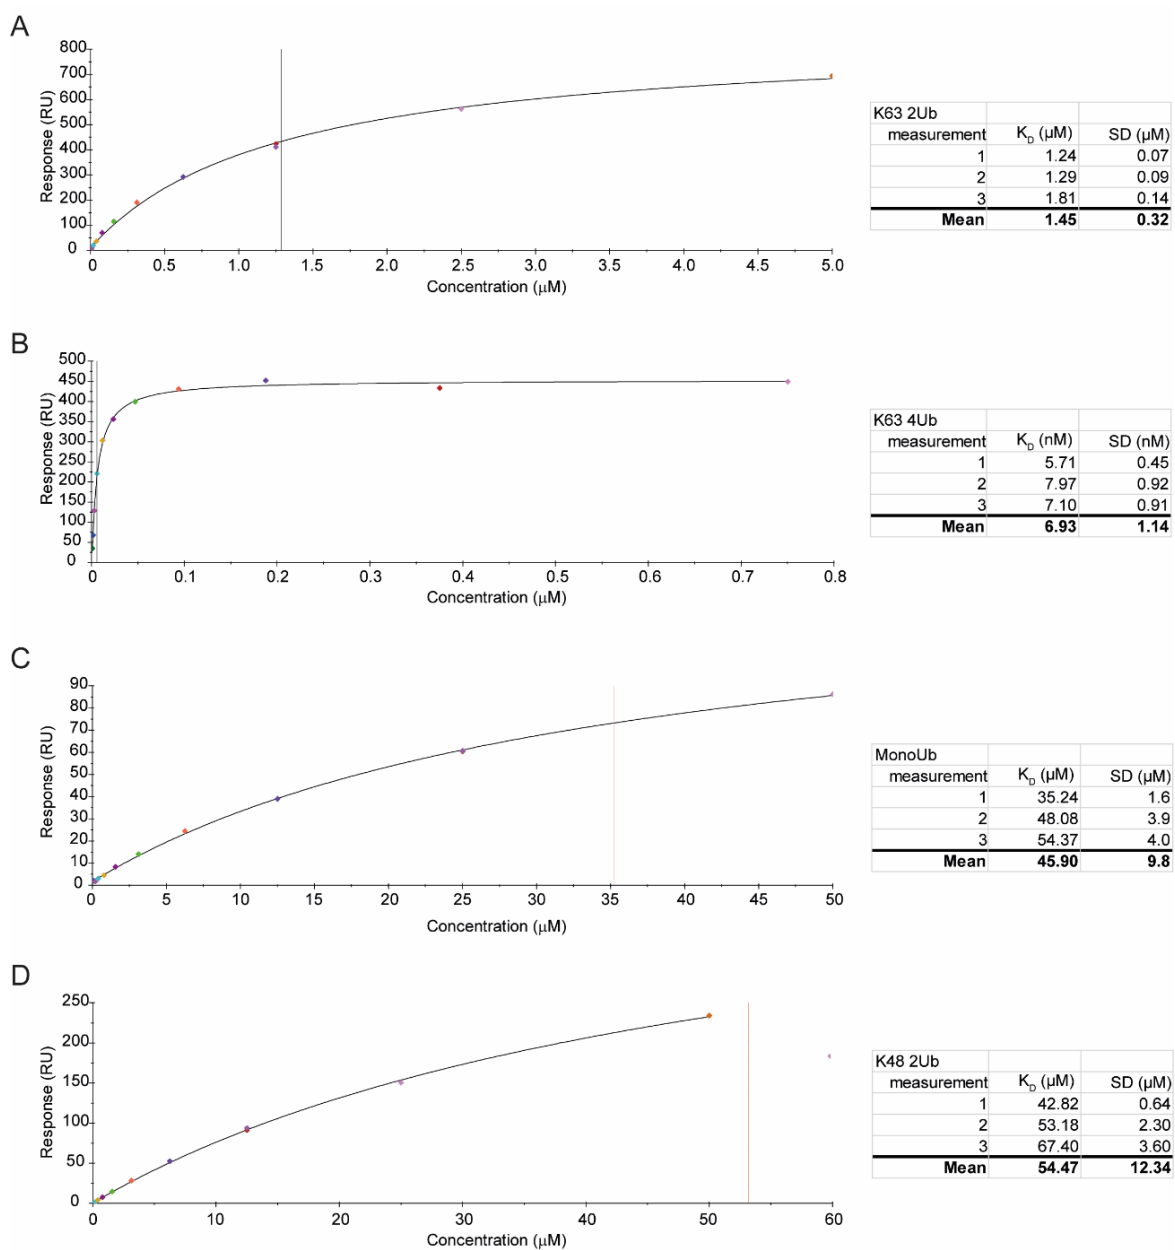 A
800
700
600
500
400
300
200
100
0
Response (RU)
0 0.5 1.0 1.5 2.0 2.5 3.0 3.5 4.0 4.5 5.0
Concentration (μM)
K63 2Ub
measurement K_D (μM) SD (μM)
1 1.24 0.07
2 1.29 0.09
3 1.81 0.14
Mean 1.45 0.32
B
500
450
400
350
300
250
200
150
100
50
0
Response (RU)
0 0.1 0.2 0.3 0.4 0.5 0.6 0.7 0.8
Concentration (μM)
K63 4Ub
measurement K_D (nM) SD (nM)
1 5.71 0.45
2 7.97 0.92
3 7.10 0.91
Mean 6.93 1.14
C
90
80
70
60
50
40
30
20
10
0
Response (RU)
0 5 10 15 20 25 30 35 40 45 50
Concentration (μM)
MonoUb
measurement K_D (μM) SD (μM)
1 35.24 1.6
2 48.08 3.9
3 54.37 4.0
Mean 45.90 9.8
D
250
200
150
100
50
0
Response (RU)
0 10 20 30 40 50 60
Concentration (μM)
K48 2Ub
measurement K_D (μM) SD (μM)
1 42.82 0.64
2 53.18 2.30
3 67.40 3.60
Mean 54.47 12.34